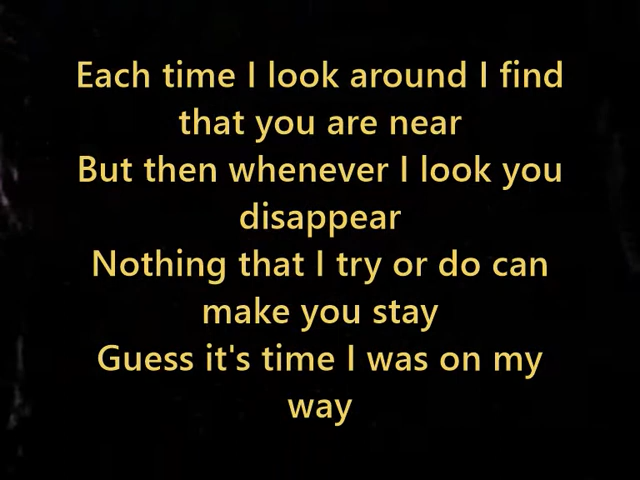 Each time I look around I find
that you are near
But then whenever I look you
disappear
Nothing that I try or do can
make you stay
Guess it's time I was on my
way